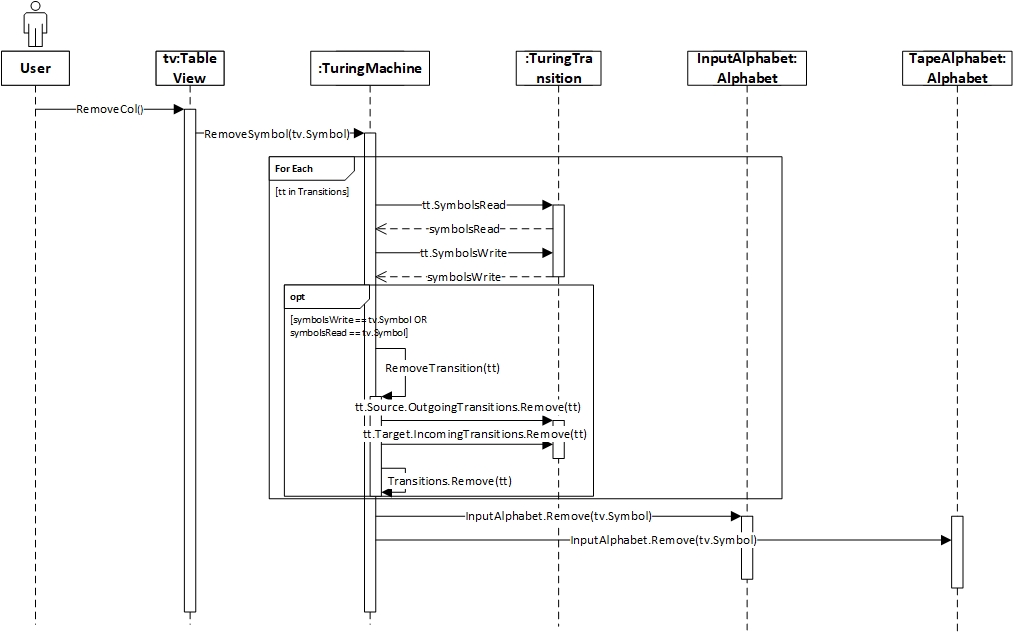 User
tv:Table
View
:TuringMachine
:TuringTra
nsition
InputAlphabet:
Alphabet
TapeAlphabet:
Alphabet
RemoveCol()
RemoveSymbol(tv.Symbol)
For Each
[tt in Transitions]
tt.SymbolsRead
symbolsRead
tt.SymbolsWrite
symbolsWrite
opt
[symbolsWrite == tv.Symbol OR
symbolsRead == tv.Symbol]
RemoveTransition(tt)
tt.Source.OutgoingTransitions.Remove(tt)
tt.Target.IncomingTransitions.Remove(tt)
Transitions.Remove(tt)
InputAlphabet.Remove(tv.Symbol)
InputAlphabet.Remove(tv.Symbol)